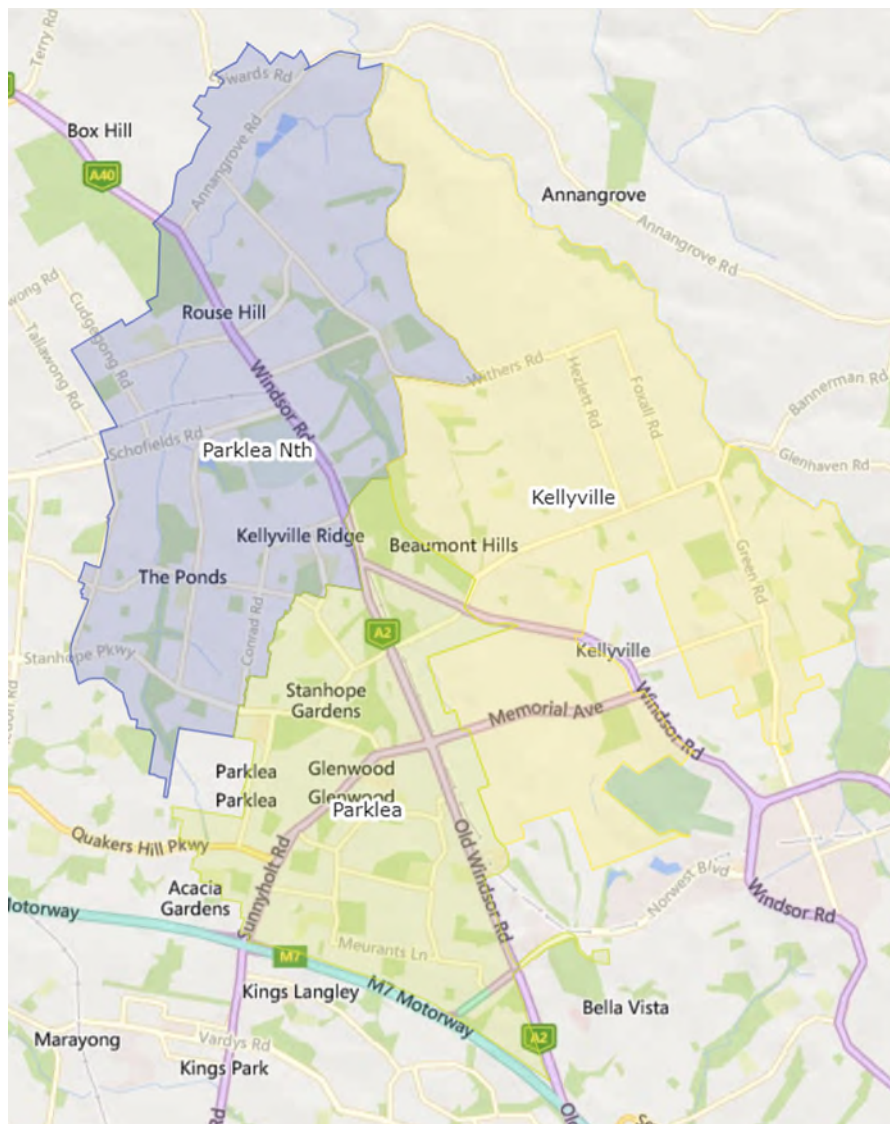 Terry Rd
Edwards Rd
Box Hill
A40
Annangrove Rd
Annangrove
Annangrove Rd
Tallawong Rd
Cudgegong Rd
Rouse Hill
Windsor Rd
Withers Rd
Hezlett Rd
Foxall Rd
Bannerman Rd
Schofields Rd
Parklea Nth
Glenhaven Rd
Kellyville
Kellyville Ridge
Beaumont Hills
The Ponds
Green Rd
Conrad Rd
A2
Stanhope Pkwy
Kellyville
Stanhope
Gardens
Memorial Ave
Windsor Rd
Parklea
Glenwood
Parklea
Glenwood
Parklea
Quakers Hill Pkwy
Sunnyholt Rd
Old Windsor Rd
Norwest Blvd
Windsor Rd
Acacia
Gardens
Motorway
Meurants Ln
M7
M7 Motorway
Kings Langley
Bella Vista
A2
Marayong
Vardys Rd
Kings Park
Rd